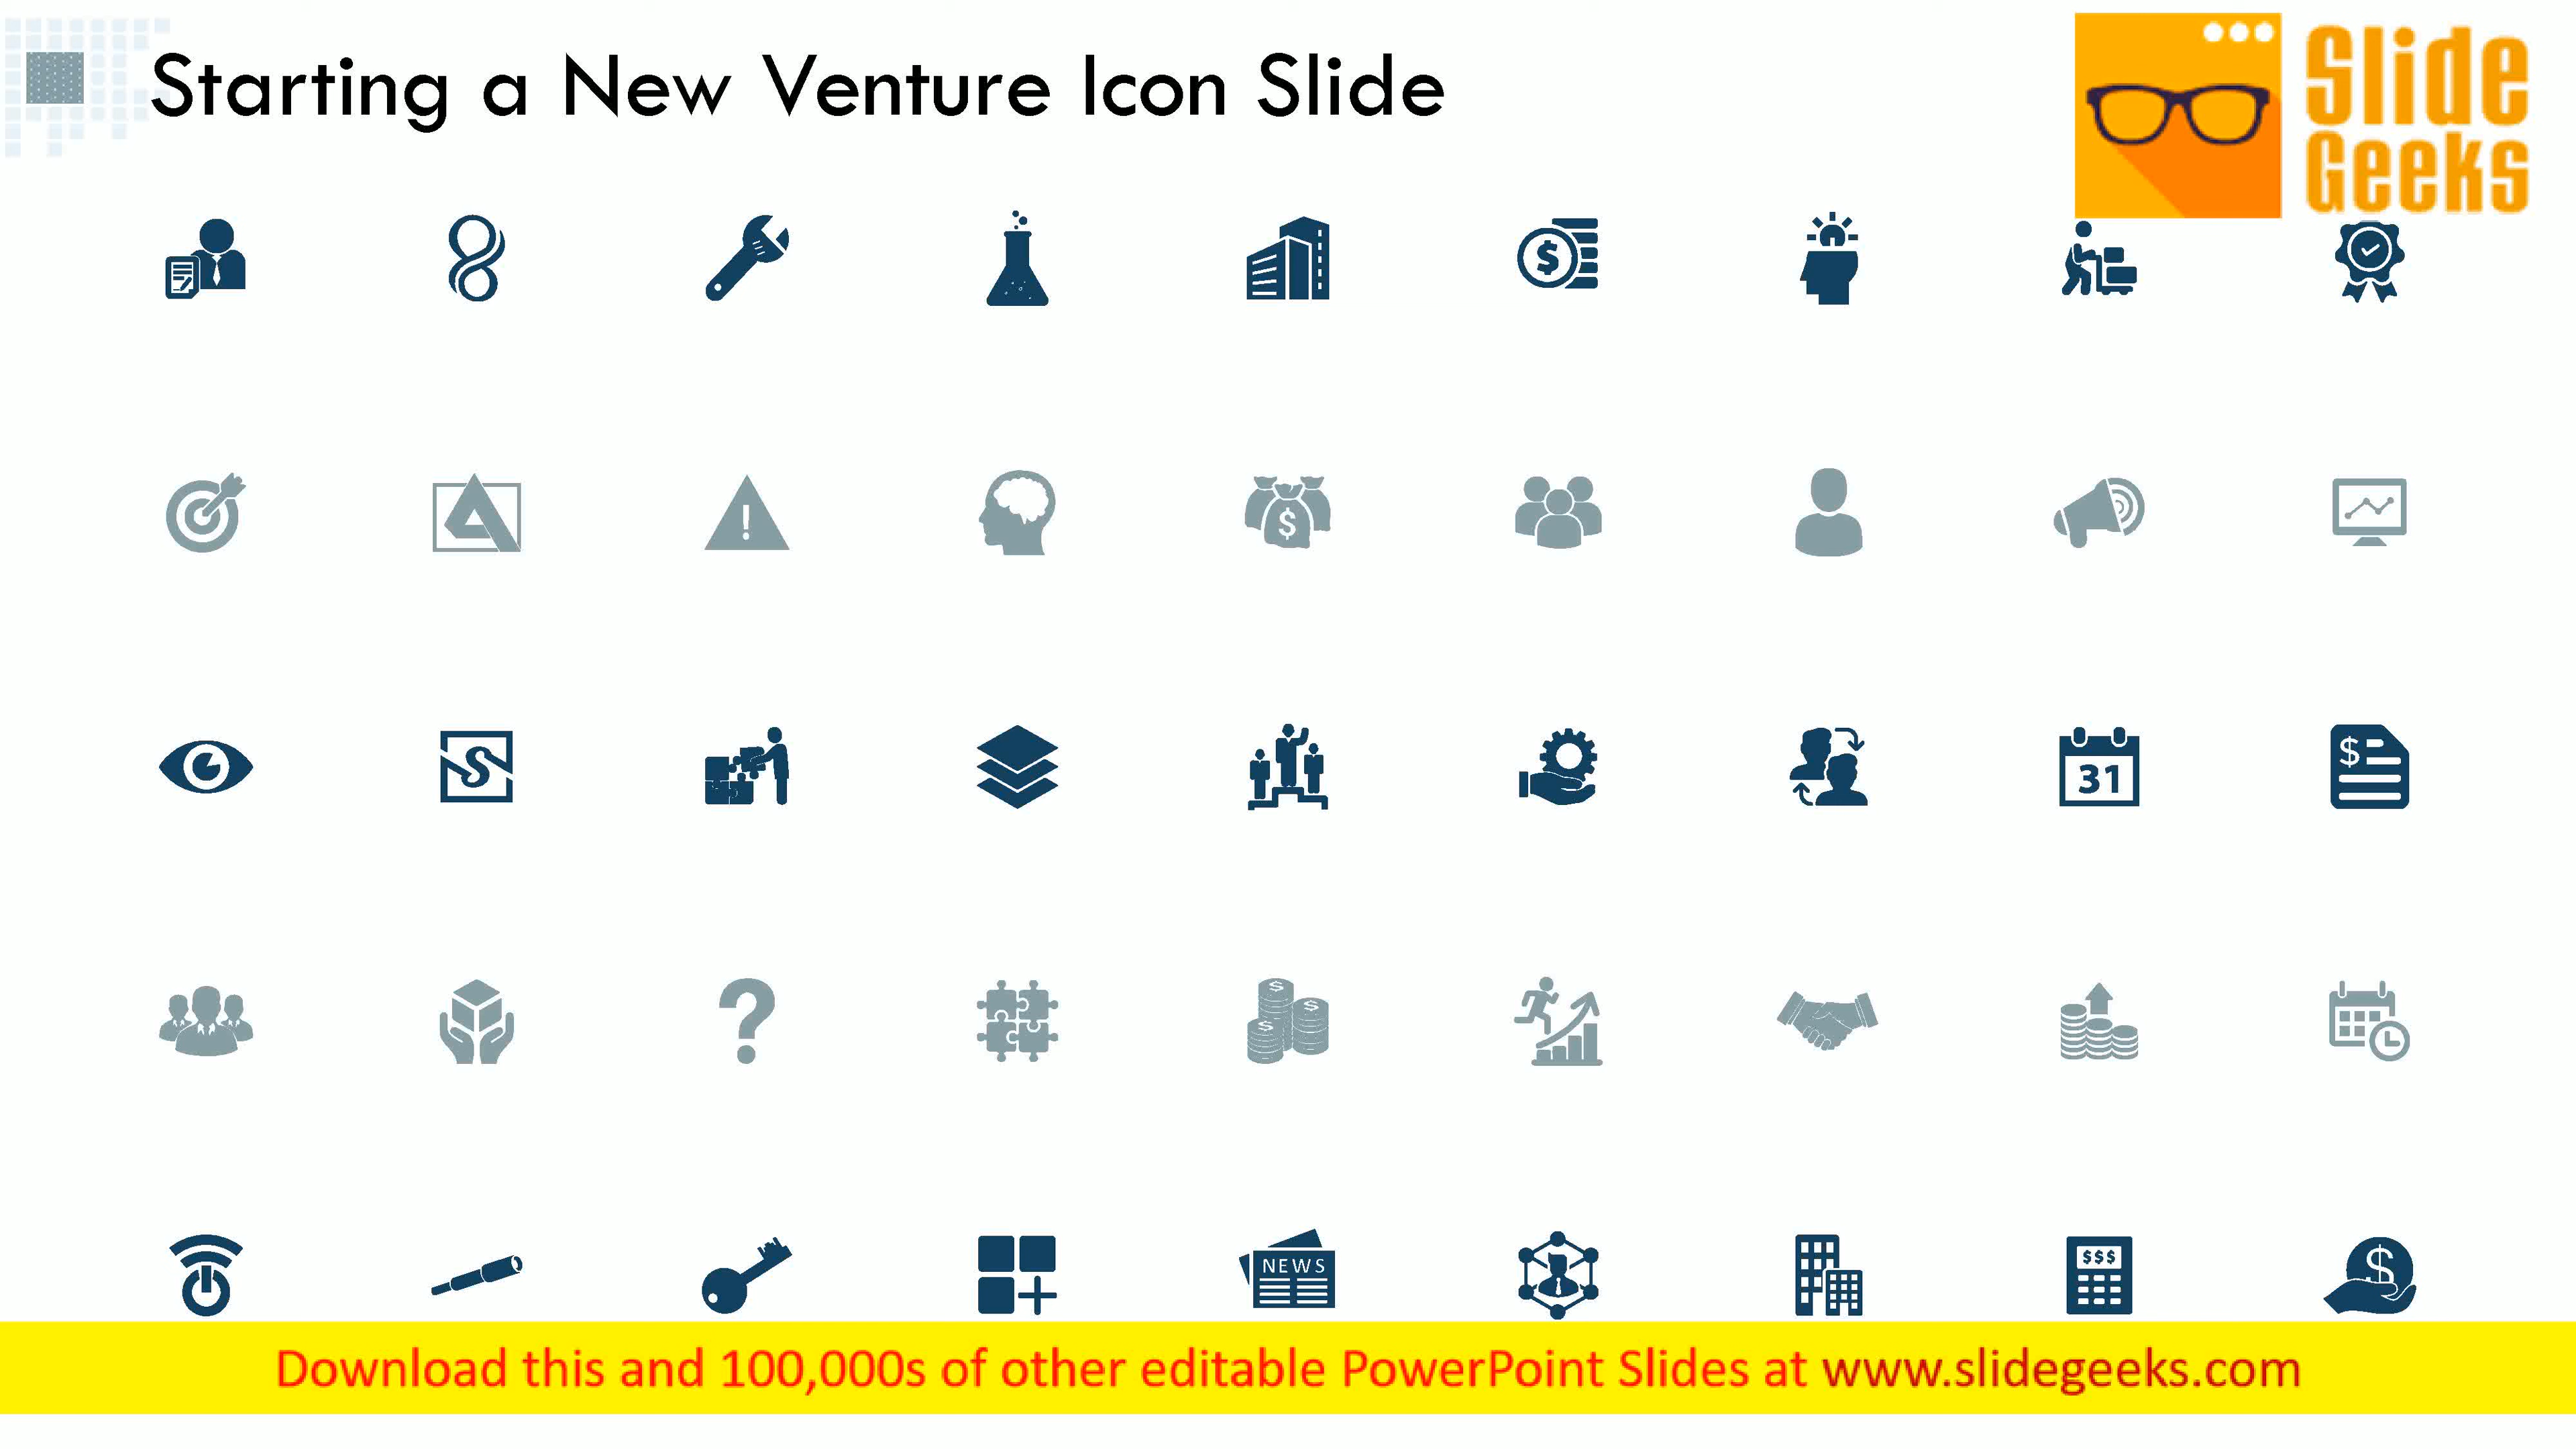 Starting a New Venture Icon Slide
Slide
Geeks
$
$
31
$
$
$
$
NEWS
$$$
$
Download this and 100,000s of other editable PowerPoint Slides at www.slidegeeks.com